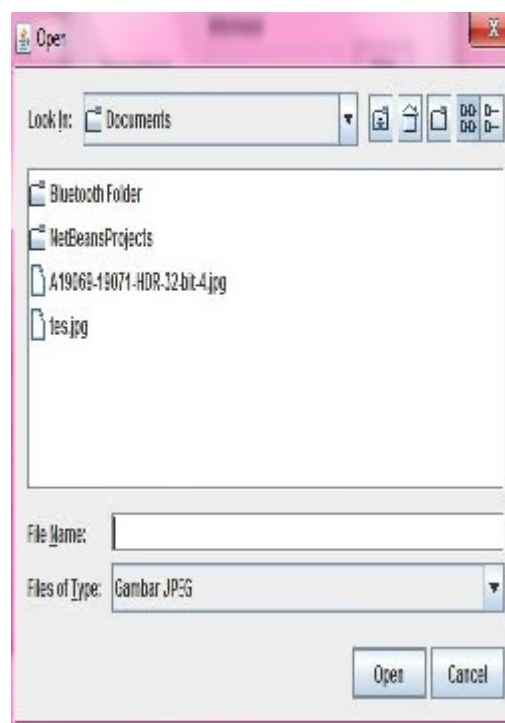 Open
Look In: Documents
Bluetooth Folder
NetBeansProjects
A19069-19071-HDR-32-bit-4.jpg
tes.jpg
File Name:
Files of Type: Gambar JPEG
Open Cancel